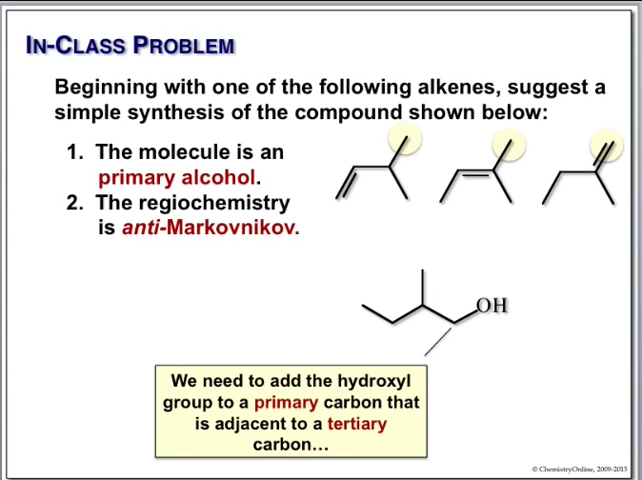 IN-CLASS PROBLEM
Beginning with one of the following alkenes, suggest a
simple synthesis of the compound shown below:
1. The molecule is an
primary alcohol.
2. The regiochemistry
is anti-Markovnikov.
OH
We need to add the hydroxyl
group to a primary carbon that
is adjacent to a tertiary
carbon...
© ChemistryOnline, 2009-2015